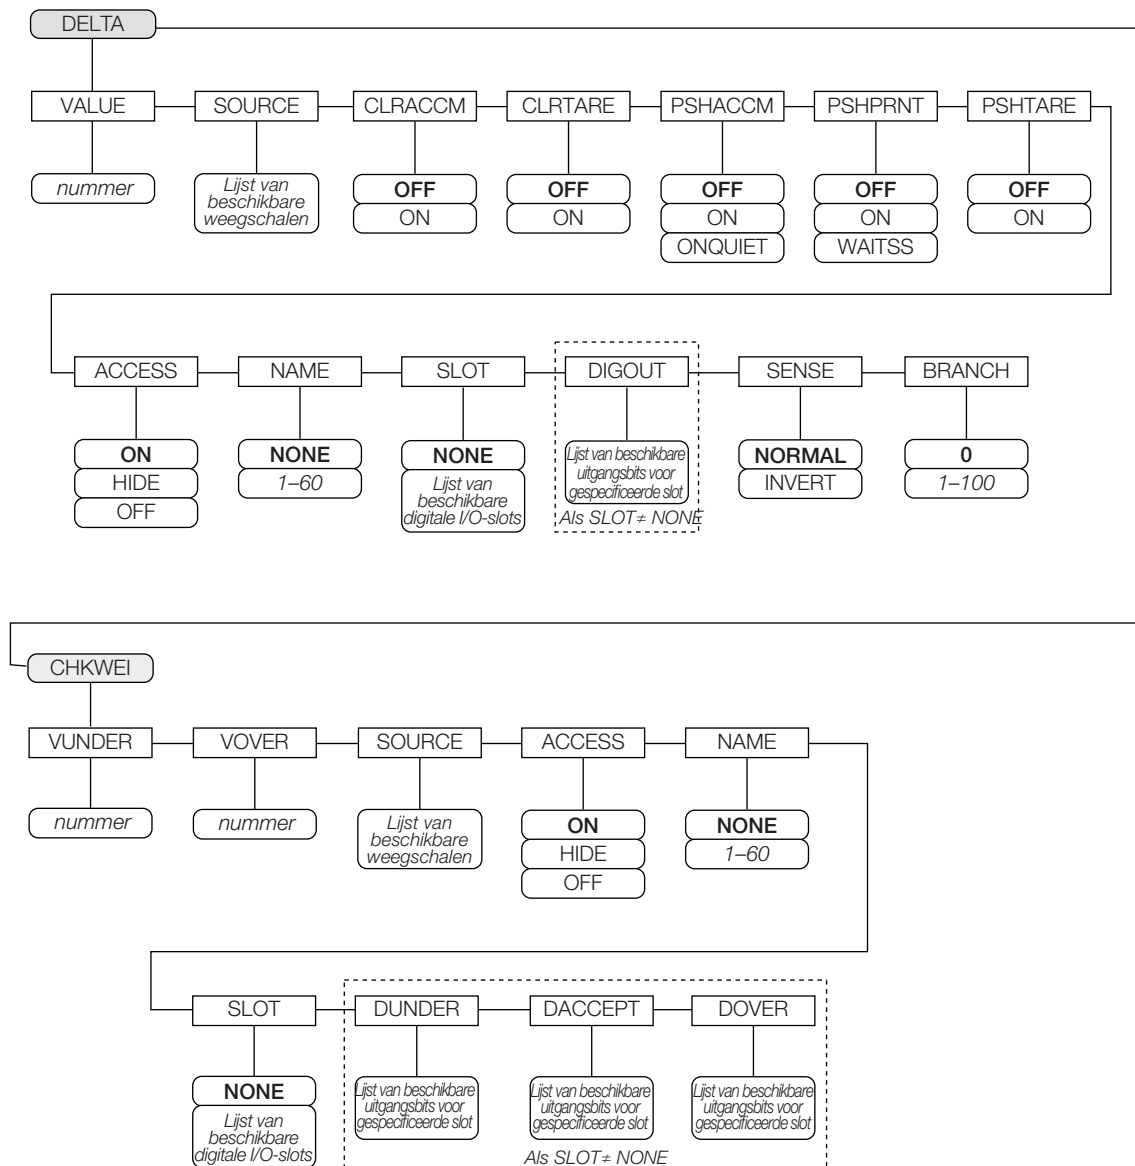 DELTA
VALUE SOURCE CLRACCM CLRTARE PSHACCM PSHPRNT PSHTARE
nummer
Lijst van
beschikbare
weegschalen
OFF
ON
OFF
ON
OFF
ON
ONQUIET
OFF
ON
WAITSS
OFF
ON
ACCESS NAME SLOT DIGOUT SENSE BRANCH
ON
HIDE
OFF
NONE
1–60
NONE
Lijst van
beschikbare
digitale I/O-slots
Lijst van beschikbare
uitgangsbits voor
gespecificeerde slot
Als SLOT≠ NONE
NORMAL
INVERT
0
1–100
CHKWEI
VUNDER VOVER SOURCE ACCESS NAME
nummer
nummer
Lijst van
beschikbare
weegschalen
ON
HIDE
OFF
NONE
1–60
SLOT DUNDER DACCEPT DOVER
NONE
Lijst van
beschikbare
digitale I/O-slots
Lijst van beschikbare
uitgangsbits voor
gespecificeerde slot
Lijst van beschikbare
uitgangsbits voor
gespecificeerde slot
Lijst van beschikbare
uitgangsbits voor
gespecificeerde slot
Als SLOT≠ NONE